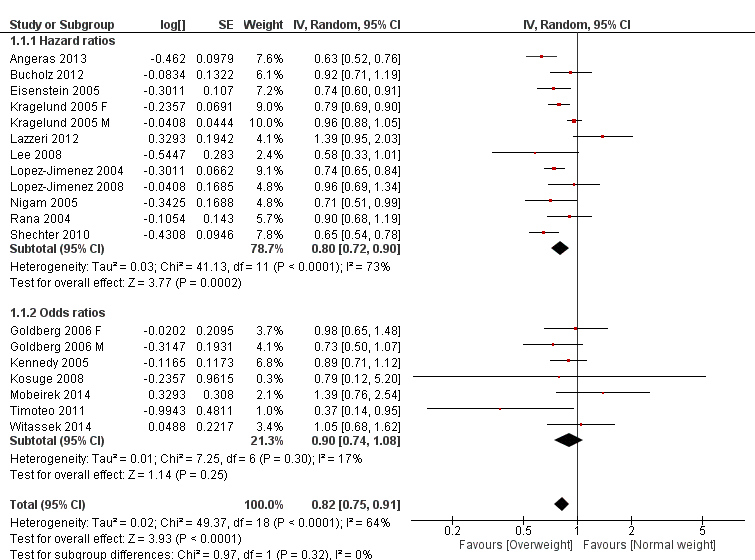 Study or Subgroup log[] SE Weight IV, Random, 95% CI IV, Random, 95% CI
1.1.1 Hazard ratios
Angeras 2013 -0.462 0.0979 7.6% 0.63 [0.52, 0.76]
Bucholz 2012 -0.0834 0.1322 6.1% 0.92 [0.71, 1.19]
Eisenstein 2005 -0.3011 0.107 7.2% 0.74 [0.60, 0.91]
Kragelund 2005 F -0.2357 0.0691 9.0% 0.79 [0.69, 0.90]
Kragelund 2005 M -0.0408 0.0444 10.0% 0.96 [0.88, 1.05]
Lazzeri 2012 0.3293 0.1942 4.1% 1.39 [0.95, 2.03]
Lee 2008 -0.5447 0.283 2.4% 0.58 [0.33, 1.01]
Lopez-Jimenez 2004 -0.3011 0.0662 9.1% 0.74 [0.65, 0.84]
Lopez-Jimenez 2008 -0.0408 0.1685 4.8% 0.96 [0.69, 1.34]
Nigam 2005 -0.3425 0.1688 4.8% 0.71 [0.51, 0.99]
Rana 2004 -0.1054 0.143 5.7% 0.90 [0.68, 1.19]
Shechter 2010 -0.4308 0.0946 7.8% 0.65 [0.54, 0.78]
Subtotal (95% CI) 78.7% 0.80 [0.72, 0.90]
Heterogeneity: Tau² = 0.03; Chi² = 41.13, df = 11 (P < 0.0001); I² = 73%
Test for overall effect: Z = 3.77 (P = 0.0002)
1.1.2 Odds ratios
Goldberg 2006 F -0.0202 0.2095 3.7% 0.98 [0.65, 1.48]
Goldberg 2006 M -0.3147 0.1931 4.1% 0.73 [0.50, 1.07]
Kennedy 2005 -0.1165 0.1173 6.8% 0.89 [0.71, 1.12]
Kosuge 2008 -0.2357 0.9615 0.3% 0.79 [0.12, 5.20]
Mobeirek 2014 0.3293 0.308 2.1% 1.39 [0.76, 2.54]
Timoteo 2011 -0.9943 0.4811 1.0% 0.37 [0.14, 0.95]
Witassek 2014 0.0488 0.2217 3.4% 1.05 [0.68, 1.62]
Subtotal (95% CI) 21.3% 0.90 [0.74, 1.08]
Heterogeneity: Tau² = 0.01; Chi² = 7.25, df = 6 (P = 0.30); I² = 17%
Test for overall effect: Z = 1.14 (P = 0.25)
Total (95% CI) 100.0% 0.82 [0.75, 0.91]
Heterogeneity: Tau² = 0.02; Chi² = 49.37, df = 18 (P < 0.0001); I² = 64%
Test for overall effect: Z = 3.93 (P < 0.0001)
Test for subgroup differences: Chi² = 0.97, df = 1 (P = 0.32), I² = 0%
0.2 0.5 1 2 5
Favours [Overweight] Favours [Normal weight]